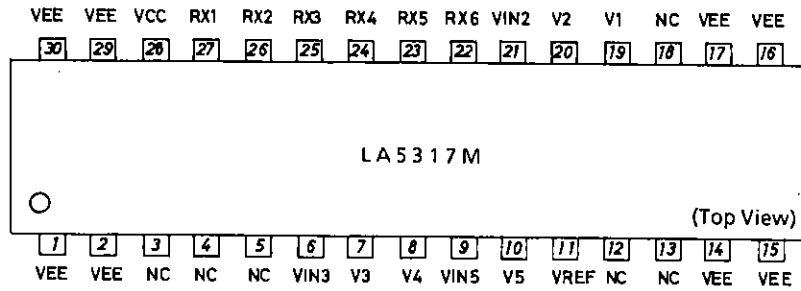 VEE VEE VCC RX1 RX2 RX3 RX4 RX5 RX6 VIN2 V2 V1 NC VEE VEE
30 29 28 27 26 25 24 23 22 21 20 19 18 17 16
LA5317M
(Top View)
1 2 3 4 5 6 7 8 9 10 11 12 13 14 15
VEE VEE NC NC NC VIN3 V3 V4 VIN5 V5 VREF NC NC VEE VEE